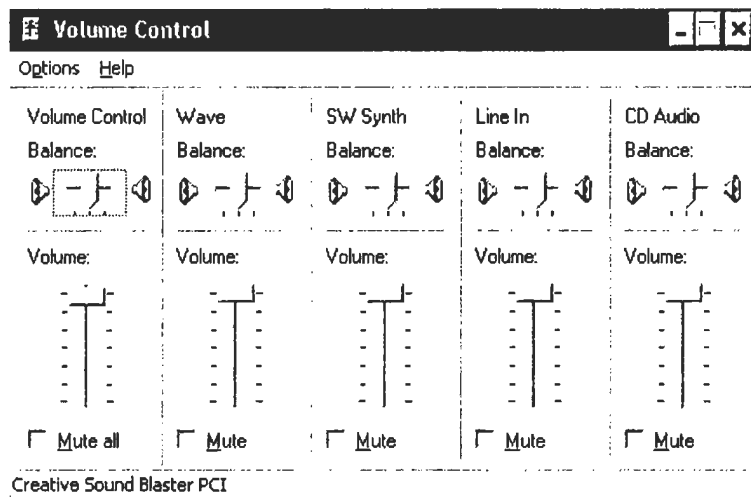 Volume Control
Options Help
Volume Control Wave SW Synth Line In CD Audio
Balance: Balance: Balance: Balance: Balance:
Volume: Volume: Volume: Volume: Volume:
Mute all Mute Mute Mute Mute
Creative Sound Blaster PCI